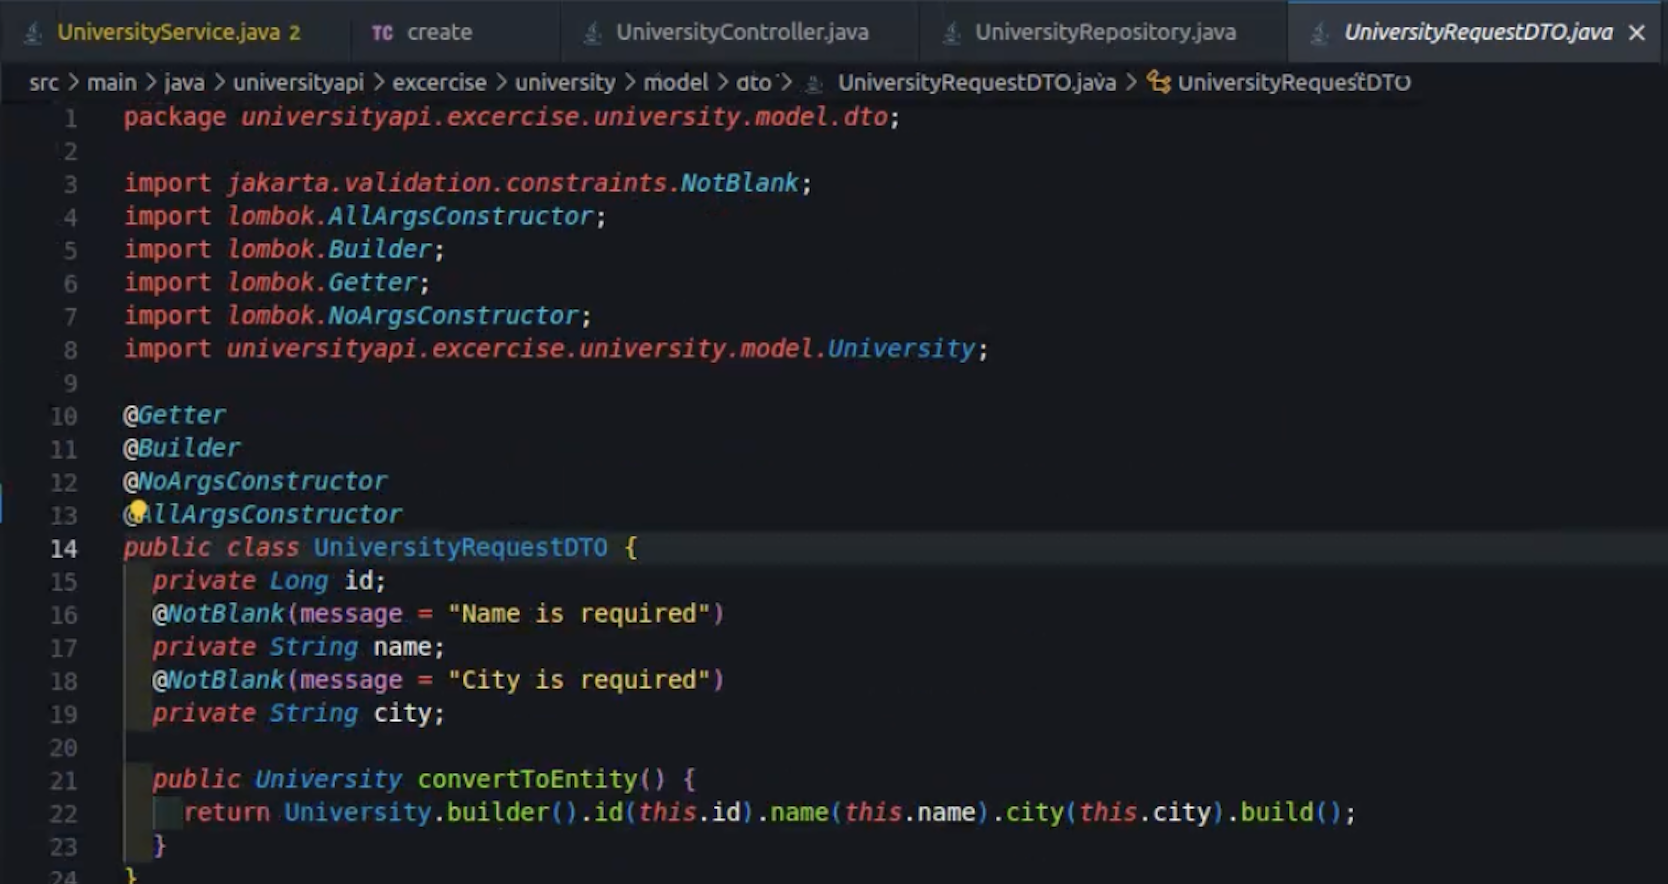 UniversityService.java 2 TC create UniversityController.java UniversityRepository.java UniversityRequestDTO.java ×
src > main > java > universityapi > excercise > university > model > dto > UniversityRequestDTO.java > UniversityRequestDTO
1 package universityapi.excercise.university.model.dto;
2
3 import jakarta.validation.constraints.NotBlank;
4 import lombok.AllArgsConstructor;
5 import lombok.Builder;
6 import lombok.Getter;
7 import lombok.NoArgsConstructor;
8 import universityapi.excercise.university.model.University;
9
10 @Getter
11 @Builder
12 @NoArgsConstructor
13 @AllArgsConstructor
14 public class UniversityRequestDTO {
15 private Long id;
16 @NotBlank(message = "Name is required")
17 private String name;
18 @NotBlank(message = "City is required")
19 private String city;
20
21 public University convertToEntity() {
22 return University.builder().id(this.id).name(this.name).city(this.city).build();
23 }
24 }